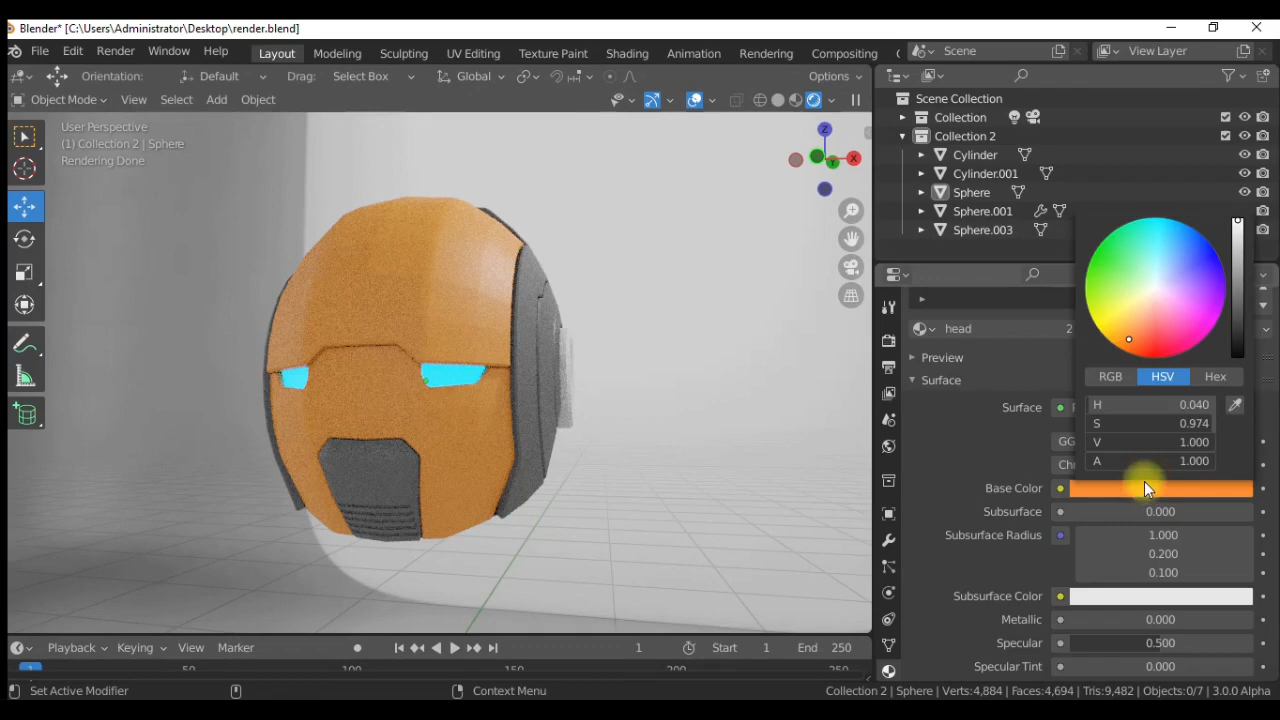 Blender* [C:\Users\Administrator\Desktop\render.blend]
File Edit Render Window Help Layout Modeling Sculpting UV Editing Texture Paint Shading Animation Rendering Compositing Scene View Layer
Orientation: Default Drag: Select Box Global Options
Object Mode View Select Add Object
User Perspective
(1) Collection 2 | Sphere
Rendering Done
Z
X
Y
Scene Collection
Collection
Collection 2
Cylinder
Cylinder.001
Sphere
Sphere.001
Sphere.003
head 2
Preview
Surface
RGB HSV Hex
Surface
H 0.040
S 0.974
V 1.000
A 1.000
GG
Chr
Base Color
Subsurface 0.000
Subsurface Radius 1.000
0.200
0.100
Subsurface Color
Metallic 0.000
Specular 0.500
Specular Tint 0.000
Playback Keying View Marker 1 Start 1 End 250
1 50 100 150 200 250
Set Active Modifier Context Menu Collection 2 | Sphere | Verts:4,884 | Faces:4,694 | Tris:9,482 | Objects:0/7 | 3.0.0 Alpha